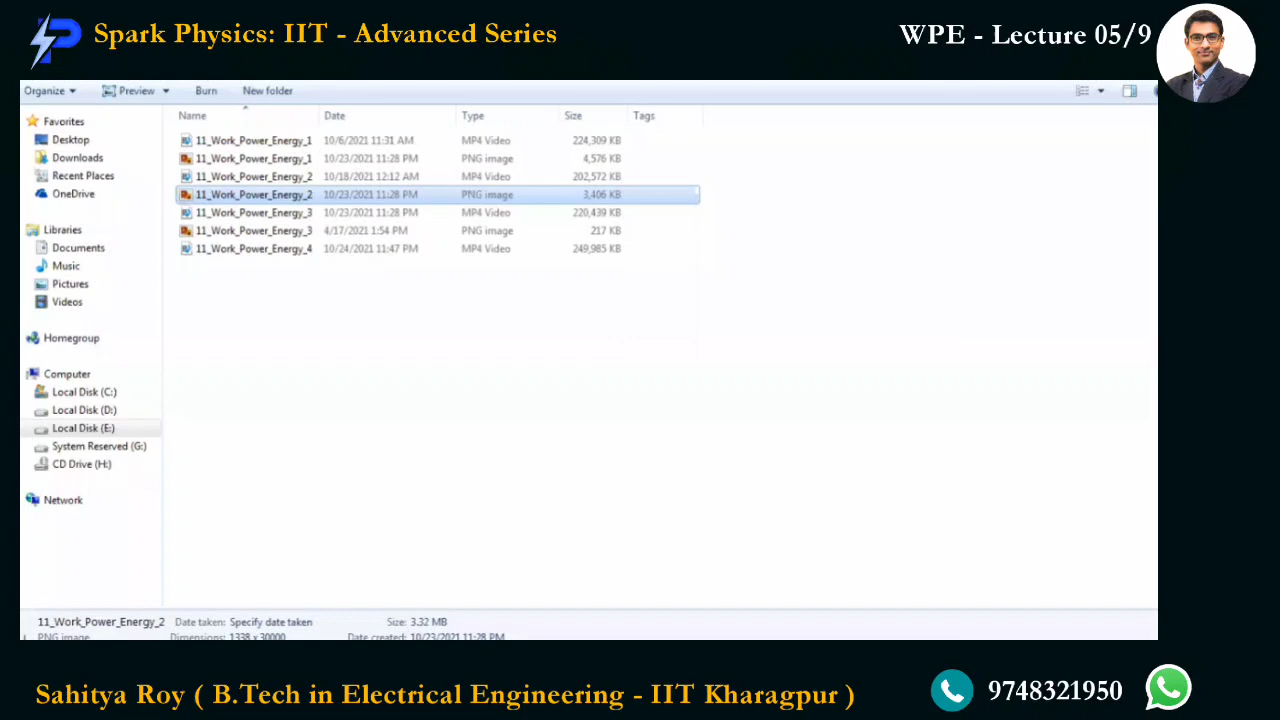 Spark Physics: IIT - Advanced Series
WPE - Lecture 05/9
Organize Preview Burn New folder
Name Date Type Size Tags
11_Work_Power_Energy_1 10/6/2021 11:31 AM MP4 Video 224,309 KB
11_Work_Power_Energy_1 10/23/2021 11:28 PM PNG image 4,576 KB
11_Work_Power_Energy_2 10/18/2021 12:12 AM MP4 Video 202,572 KB
11_Work_Power_Energy_2 10/23/2021 11:28 PM PNG image 3,406 KB
11_Work_Power_Energy_3 10/23/2021 11:28 PM MP4 Video 220,439 KB
11_Work_Power_Energy_3 4/17/2021 1:54 PM PNG image 217 KB
11_Work_Power_Energy_4 10/24/2021 11:47 PM MP4 Video 249,985 KB
Favorites
Desktop
Downloads
Recent Places
OneDrive
Libraries
Documents
Music
Pictures
Videos
Homegroup
Computer
Local Disk (C:)
Local Disk (D:)
Local Disk (E:)
System Reserved (G:)
CD Drive (H:)
Network
11_Work_Power_Energy_2 Date taken: Specify date taken Size: 3.32 MB
PNG image Dimensions: 1338 x 30000 Date created: 10/23/2021 11:28 PM
Sahitya Roy ( B.Tech in Electrical Engineering - IIT Kharagpur )
9748321950